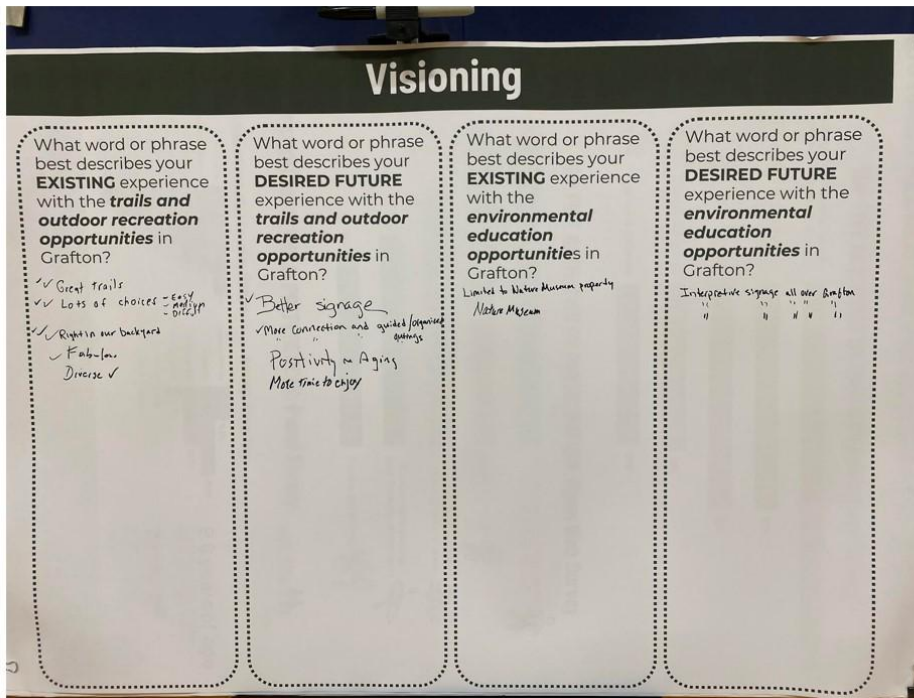 Visioning
What word or phrase
best describes your
EXISTING experience
with the trails and
outdoor recreation
opportunities in
Grafton?
✓✓ Great Trails
✓✓ Lots of choices - Easy
- Medium
- Diffst
✓✓✓ Right in our backyard
✓ Fabulous
Diverse ✓
What word or phrase
best describes your
DESIRED FUTURE
experience with the
trails and outdoor
recreation
opportunities in
Grafton?
✓ Better signage
✓ More Connection and guided/organized
" " outings
Positivity on Aging
More time to enjoy
What word or phrase
best describes your
EXISTING experience
with the
environmental
education
opportunities in
Grafton?
Limited to Nature Museum property
Nature Museum
What word or phrase
best describes your
DESIRED FUTURE
experience with the
environmental
education
opportunities in
Grafton?
Interpretive signage all over Grafton
" " " " "
" " " " "